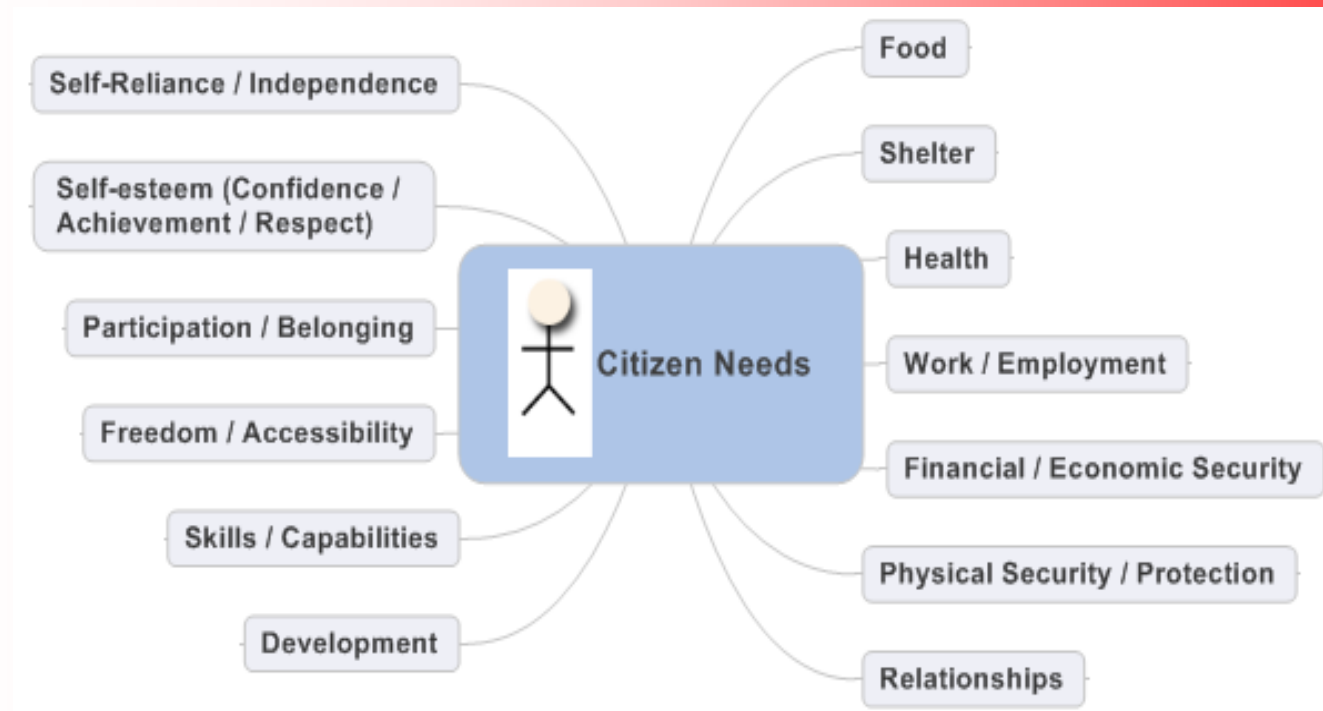 Self-Reliance / Independence
Self-esteem (Confidence /
Achievement / Respect)
Participation / Belonging
Freedom / Accessibility
Skills / Capabilities
Development
Citizen Needs
Food
Shelter
Health
Work / Employment
Financial / Economic Security
Physical Security / Protection
Relationships